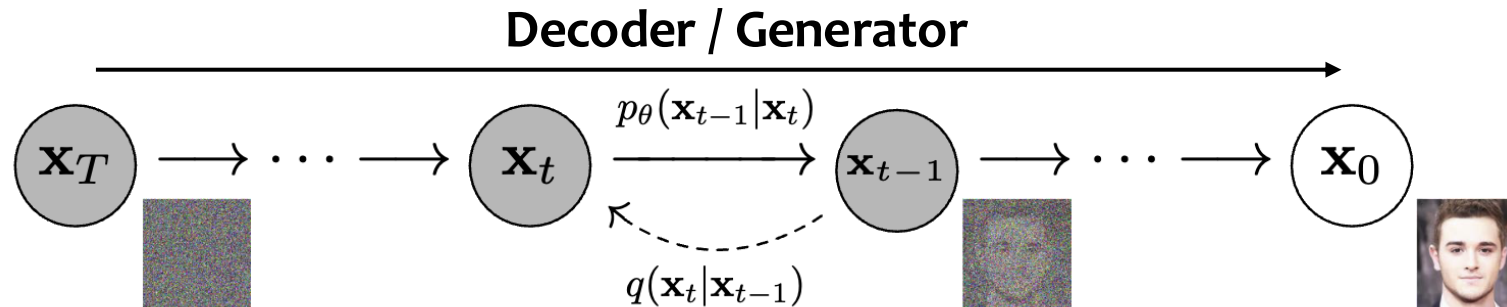 Decoder / Generator
p_θ(x_{t−1}|x_t)
x_T → ··· → x_t → x_{t−1} → ··· → x_0
q(x_t|x_{t−1})